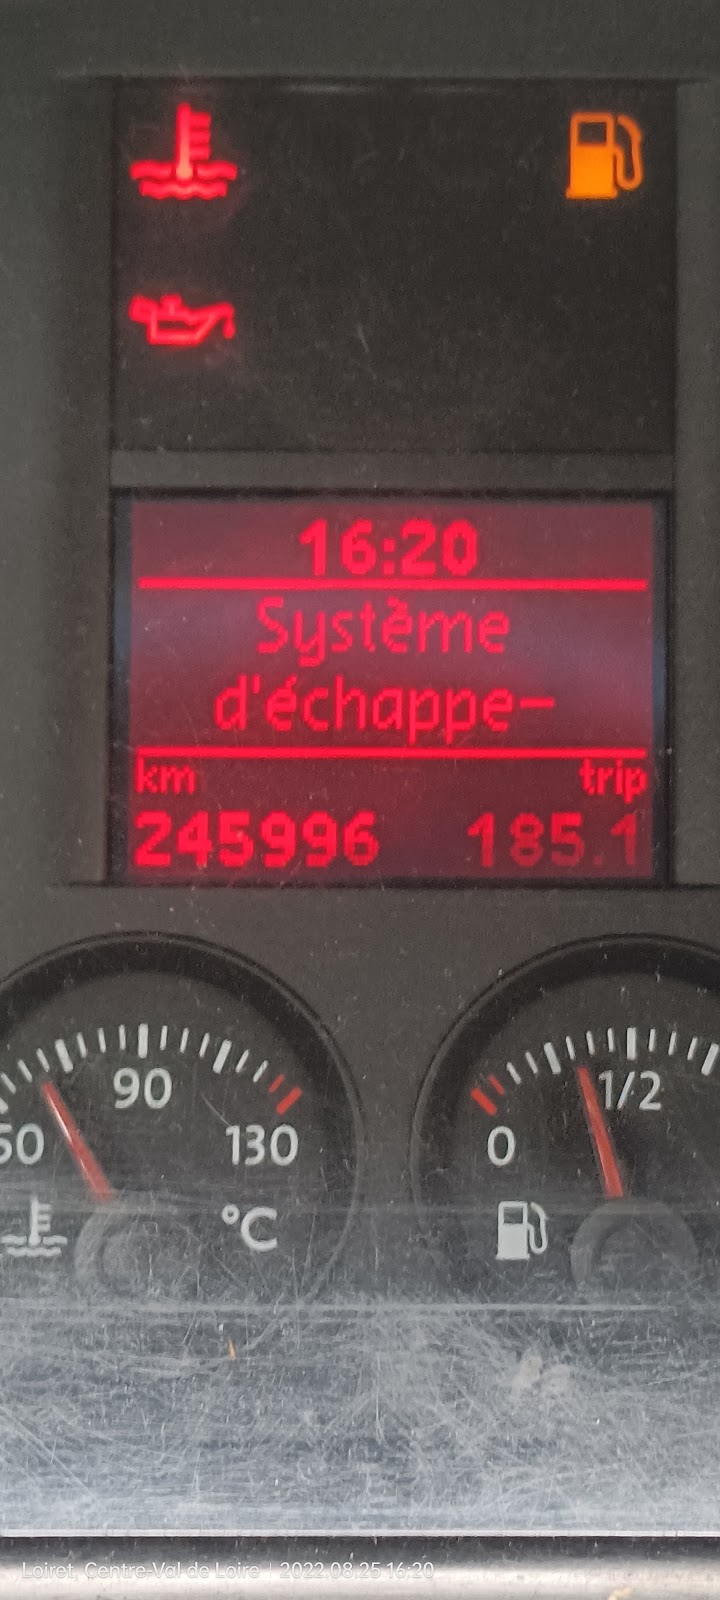 16:20
Système
d'échappe-
km trip
245996 185.1
90 1/2
50 130 0
°C
Loiret, Centre-Val de Loire | 2022.08.25 16:20